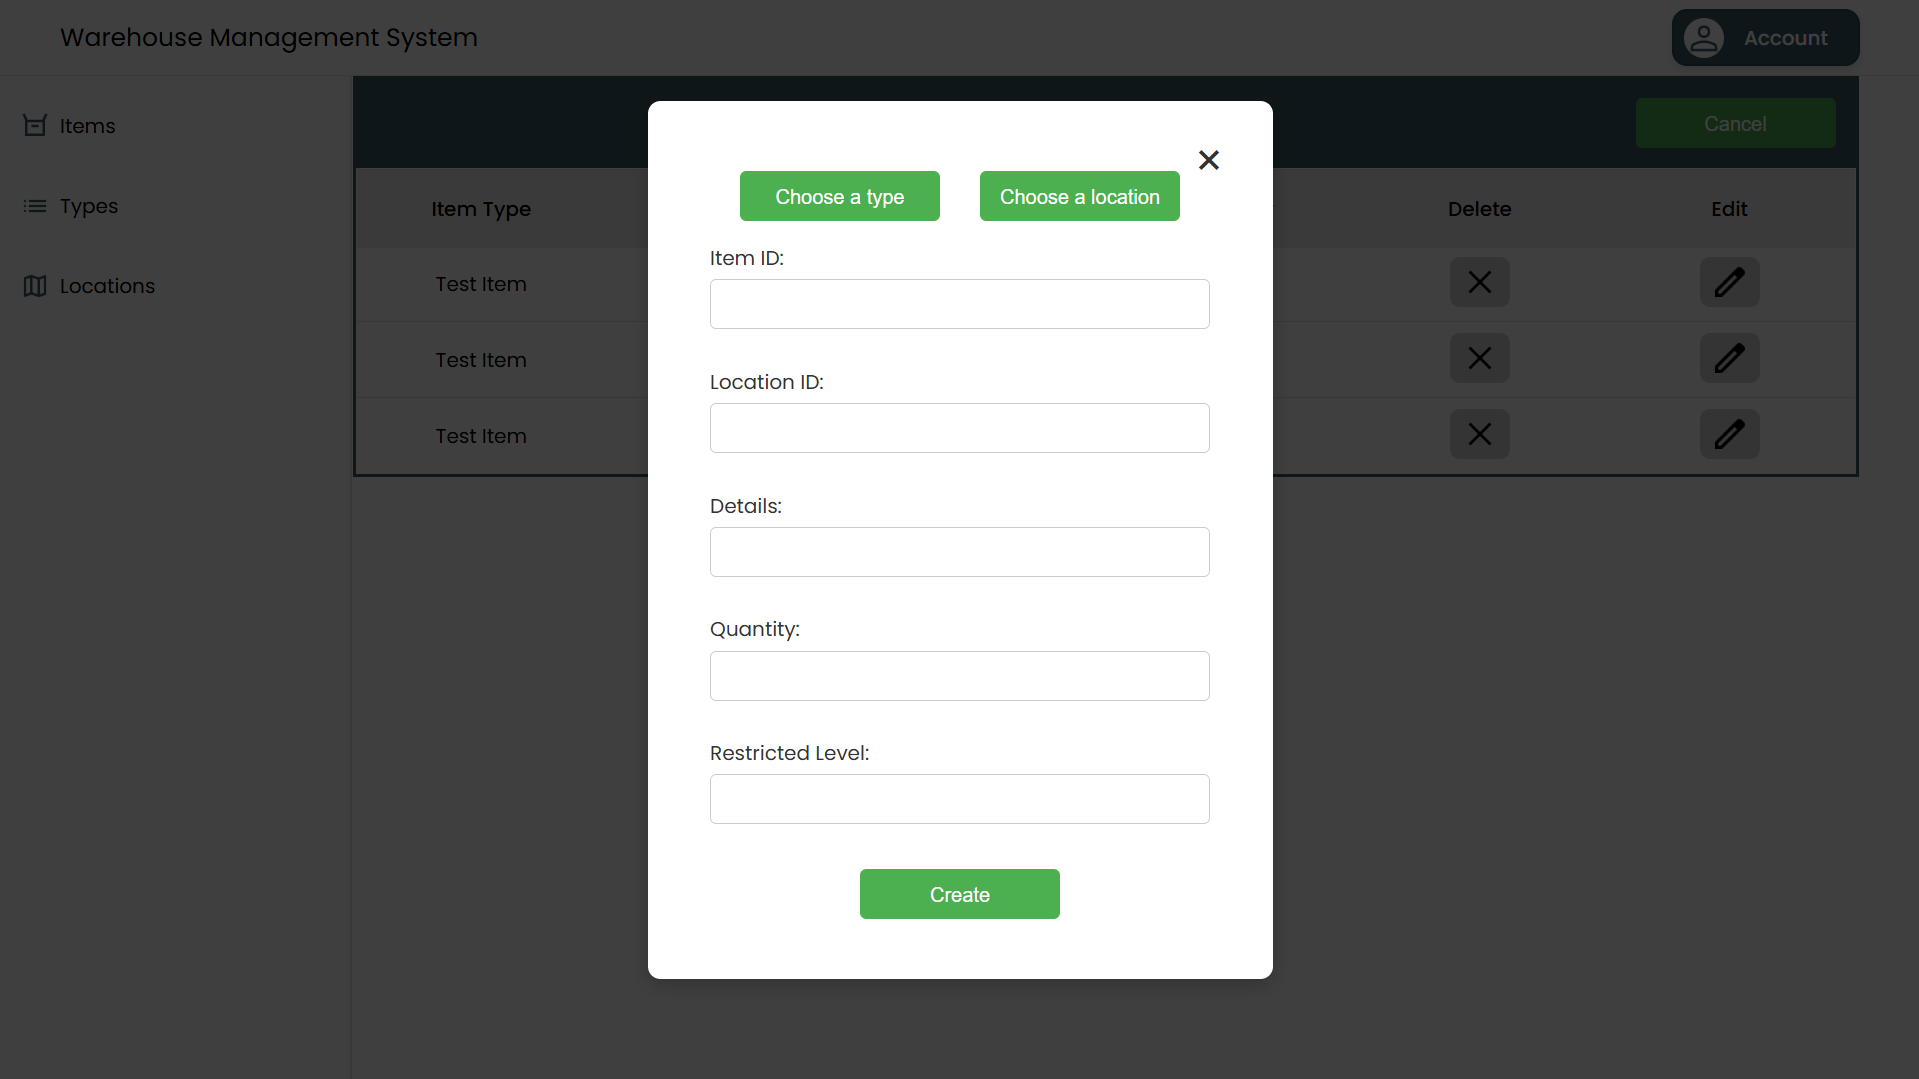 Warehouse Management System
Account
Items
Types
Locations
Cancel
Item Type
Delete
Edit
Test Item
Test Item
Test Item
Choose a type
Choose a location
Item ID:
Location ID:
Details:
Quantity:
Restricted Level:
Create